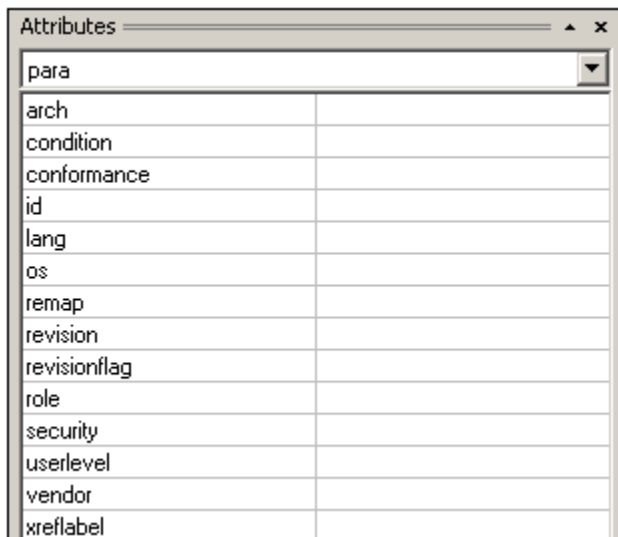 Attributes
para
arch
condition
conformance
id
lang
os
remap
revision
revisionflag
role
security
userlevel
vendor
xreflabel